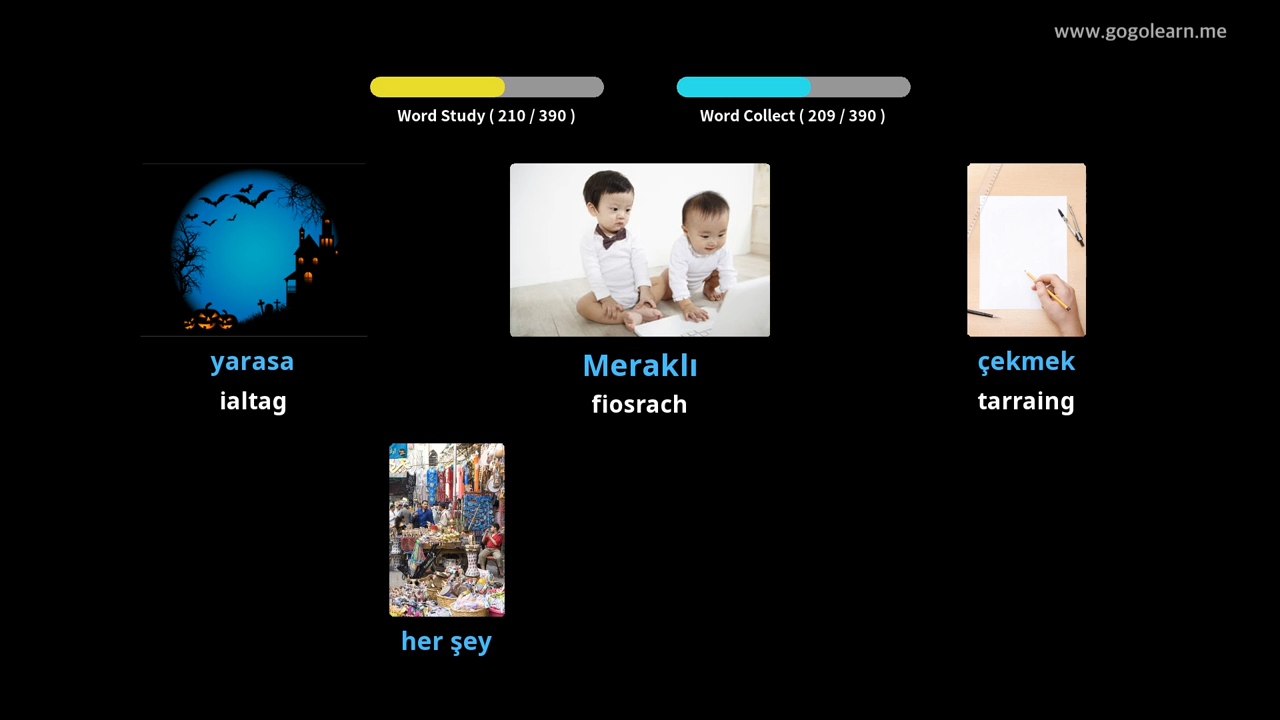 www.gogolearn.me
Word Study ( 210 / 390 )
Word Collect ( 209 / 390 )
yarasa
ialtag
Meraklı
fiosrach
çekmek
tarraing
her şey